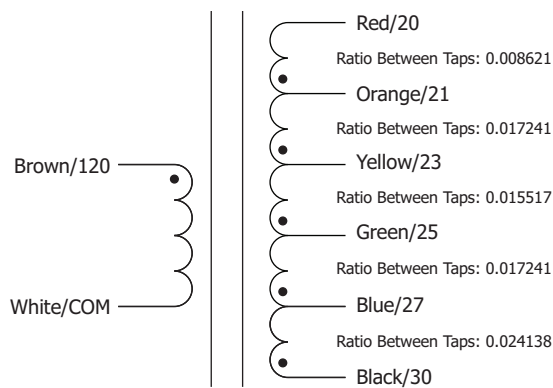 Red/20
Ratio Between Taps: 0.008621
Orange/21
Ratio Between Taps: 0.017241
Brown/120
Yellow/23
Ratio Between Taps: 0.015517
Green/25
Ratio Between Taps: 0.017241
White/COM
Blue/27
Ratio Between Taps: 0.024138
Black/30